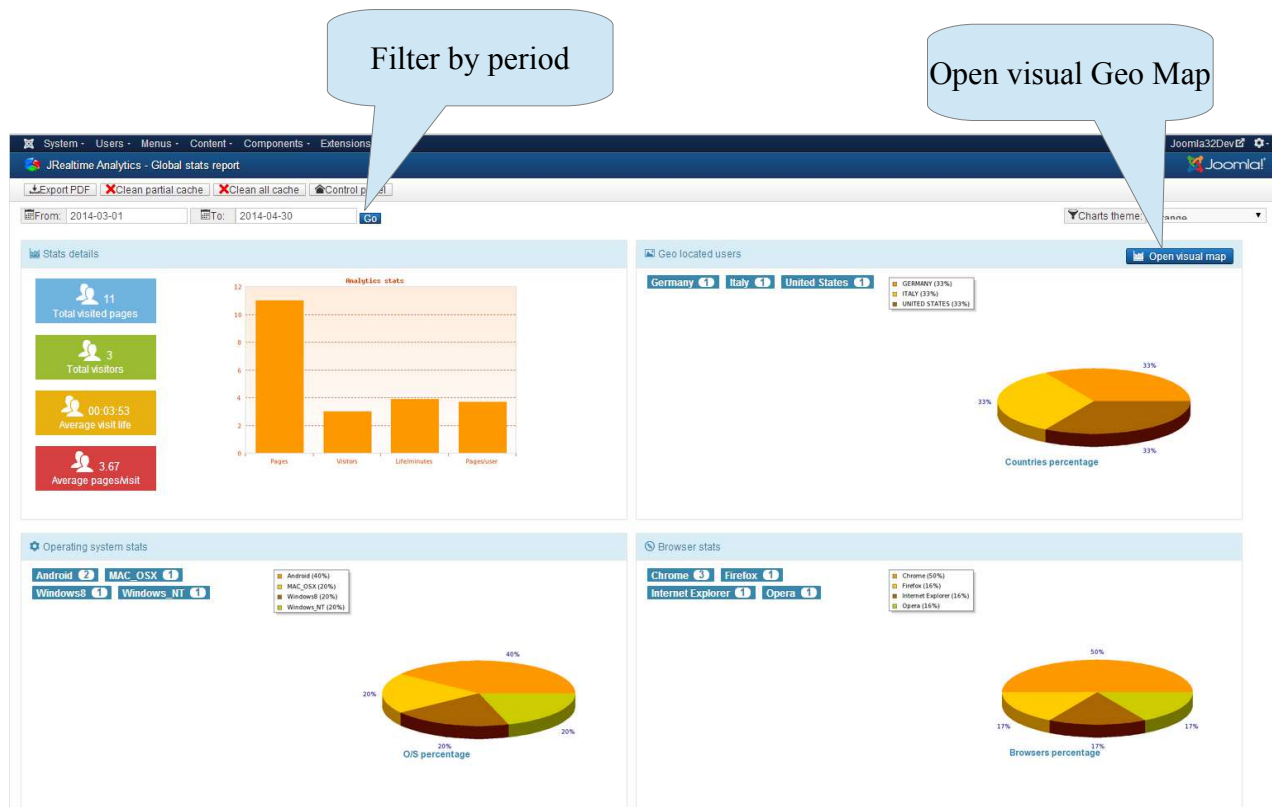 Filter by period
Open visual Geo Map
System Users Menus Content Components Extensions
Joomla32Dev
JRealtime Analytics - Global stats report
Joomla!
Export PDF Clean partial cache Clean all cache Control
From: 2014-03-01 To: 2014-04-30 Go
Charts theme:
Stats details
11
Total visited pages
3
Total visitors
00:03:53
Average visit life
3.67
Average pages/visit
Analytics stats
12
10
8
6
4
2
0
Pages Visitors Life/minutes Pages/user
Geo located users
Open visual map
Germany 1 Italy 1 United States 1
GERMANY (33%)
ITALY (33%)
UNITED STATES (33%)
33%
33%
33%
Countries percentage
Operating system stats
Android 2 MAC_OSX 1
Windows8 1 Windows_NT 1
Android (40%)
MAC_OSX (20%)
Windows8 (20%)
Windows_NT (20%)
40%
20%
20%
20%
O/S percentage
Browser stats
Chrome 3 Firefox 1
Internet Explorer 1 Opera 1
Chrome (50%)
Firefox (16%)
Internet Explorer (16%)
Opera (16%)
50%
17%
17%
17%
Browsers percentage